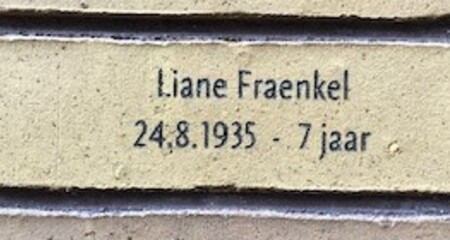 Liane Fraenkel
24.8.1935 - 7 jaar